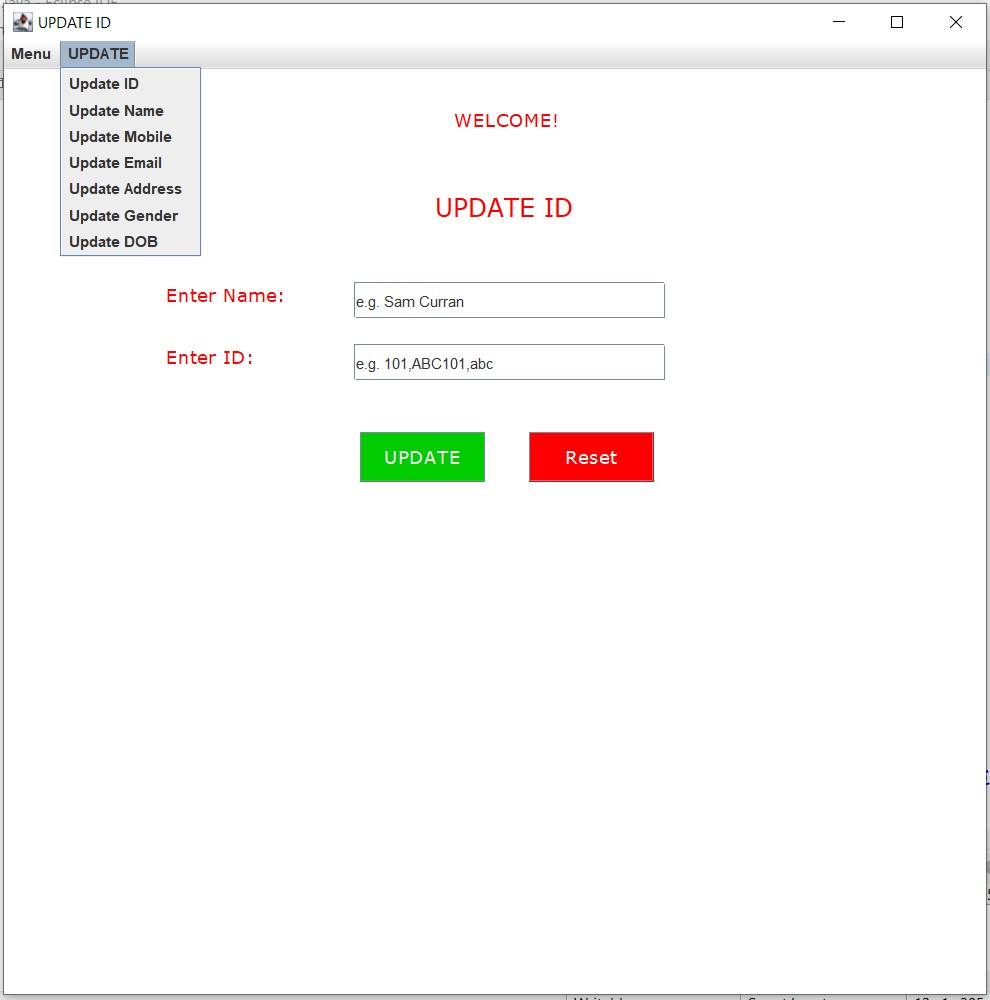 UPDATE ID
Menu UPDATE
Update ID
Update Name
Update Mobile
Update Email
Update Address
Update Gender
Update DOB
WELCOME!
UPDATE ID
Enter Name: e.g. Sam Curran
Enter ID: e.g. 101,ABC101,abc
UPDATE Reset